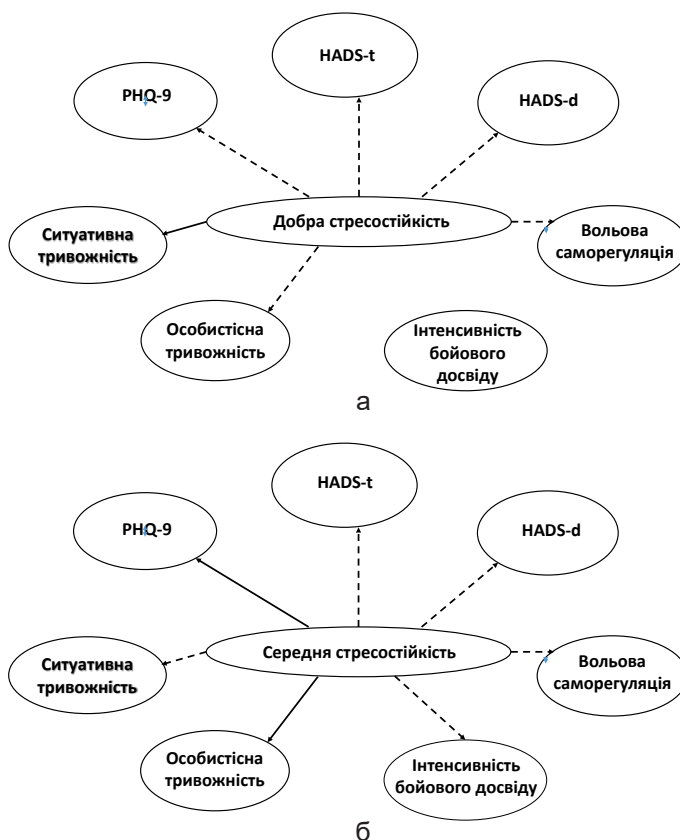 HADS-t
PHQ-9
HADS-d
Добра стресостійкість
Ситуативна
тривожність
Вольова
саморегуляція
Особистісна
тривожність
Інтенсивність
бойового
досвіду
а
HADS-t
PHQ-9
HADS-d
Середня стресостійкість
Ситуативна
тривожність
Вольова
саморегуляція
Особистісна
тривожність
Інтенсивність
бойового досвіду
б